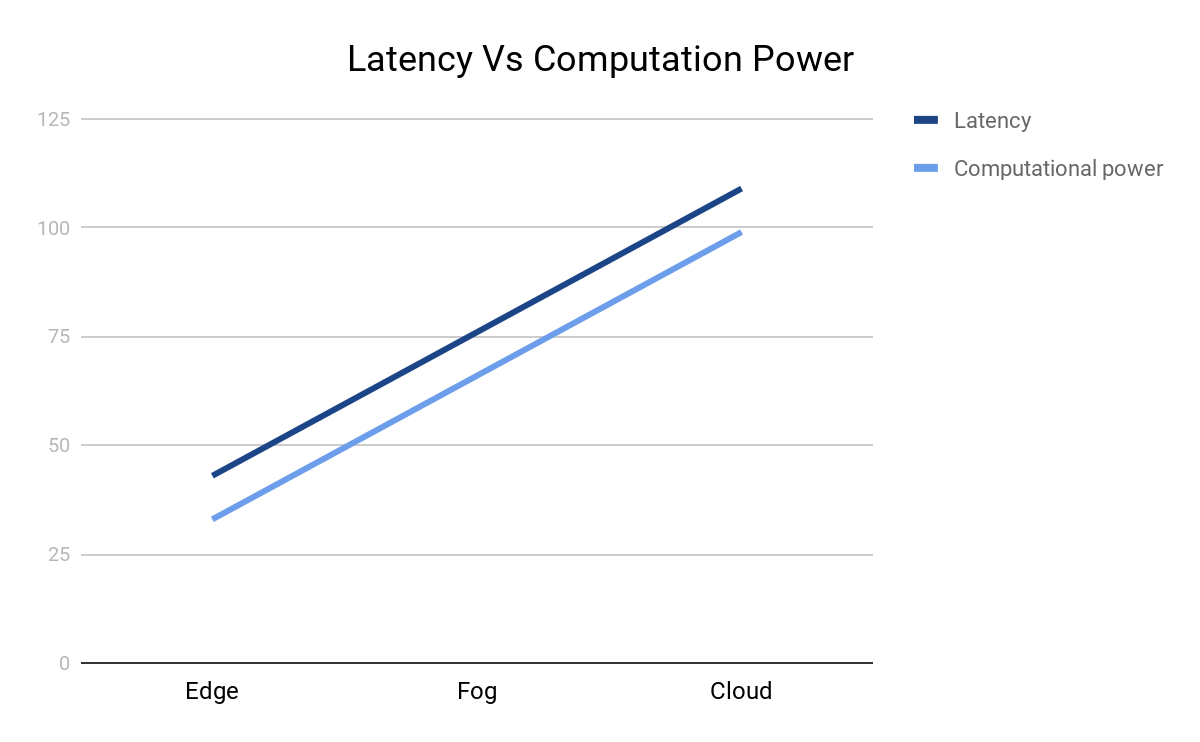 Latency Vs Computation Power
125
100
75
50
25
0
Edge
Fog
Cloud
Latency
Computational power